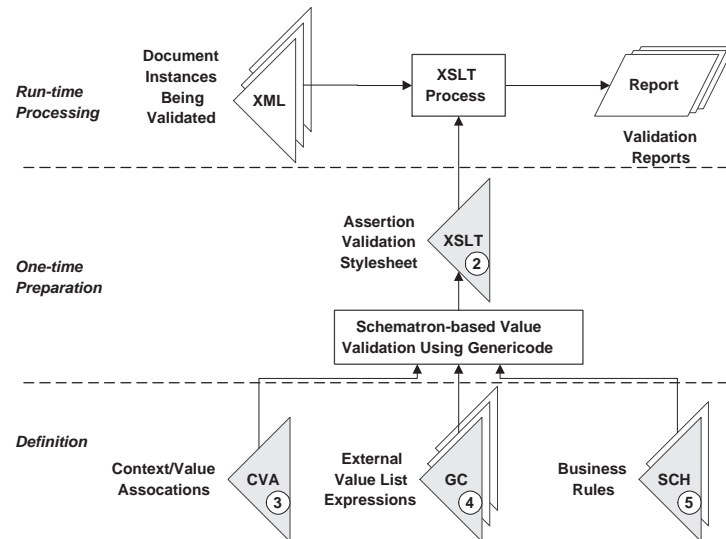 Run-time
Processing
Document
Instances
Being
Validated
XML
XSLT
Process
Report
Validation
Reports
One-time
Preparation
Assertion
Validation
Stylesheet
XSLT
2
Schematron-based Value
Validation Using Genericode
Definition
Context/Value
Assocations
CVA
3
External
Value List
Expressions
GC
4
Business
Rules
SCH
5